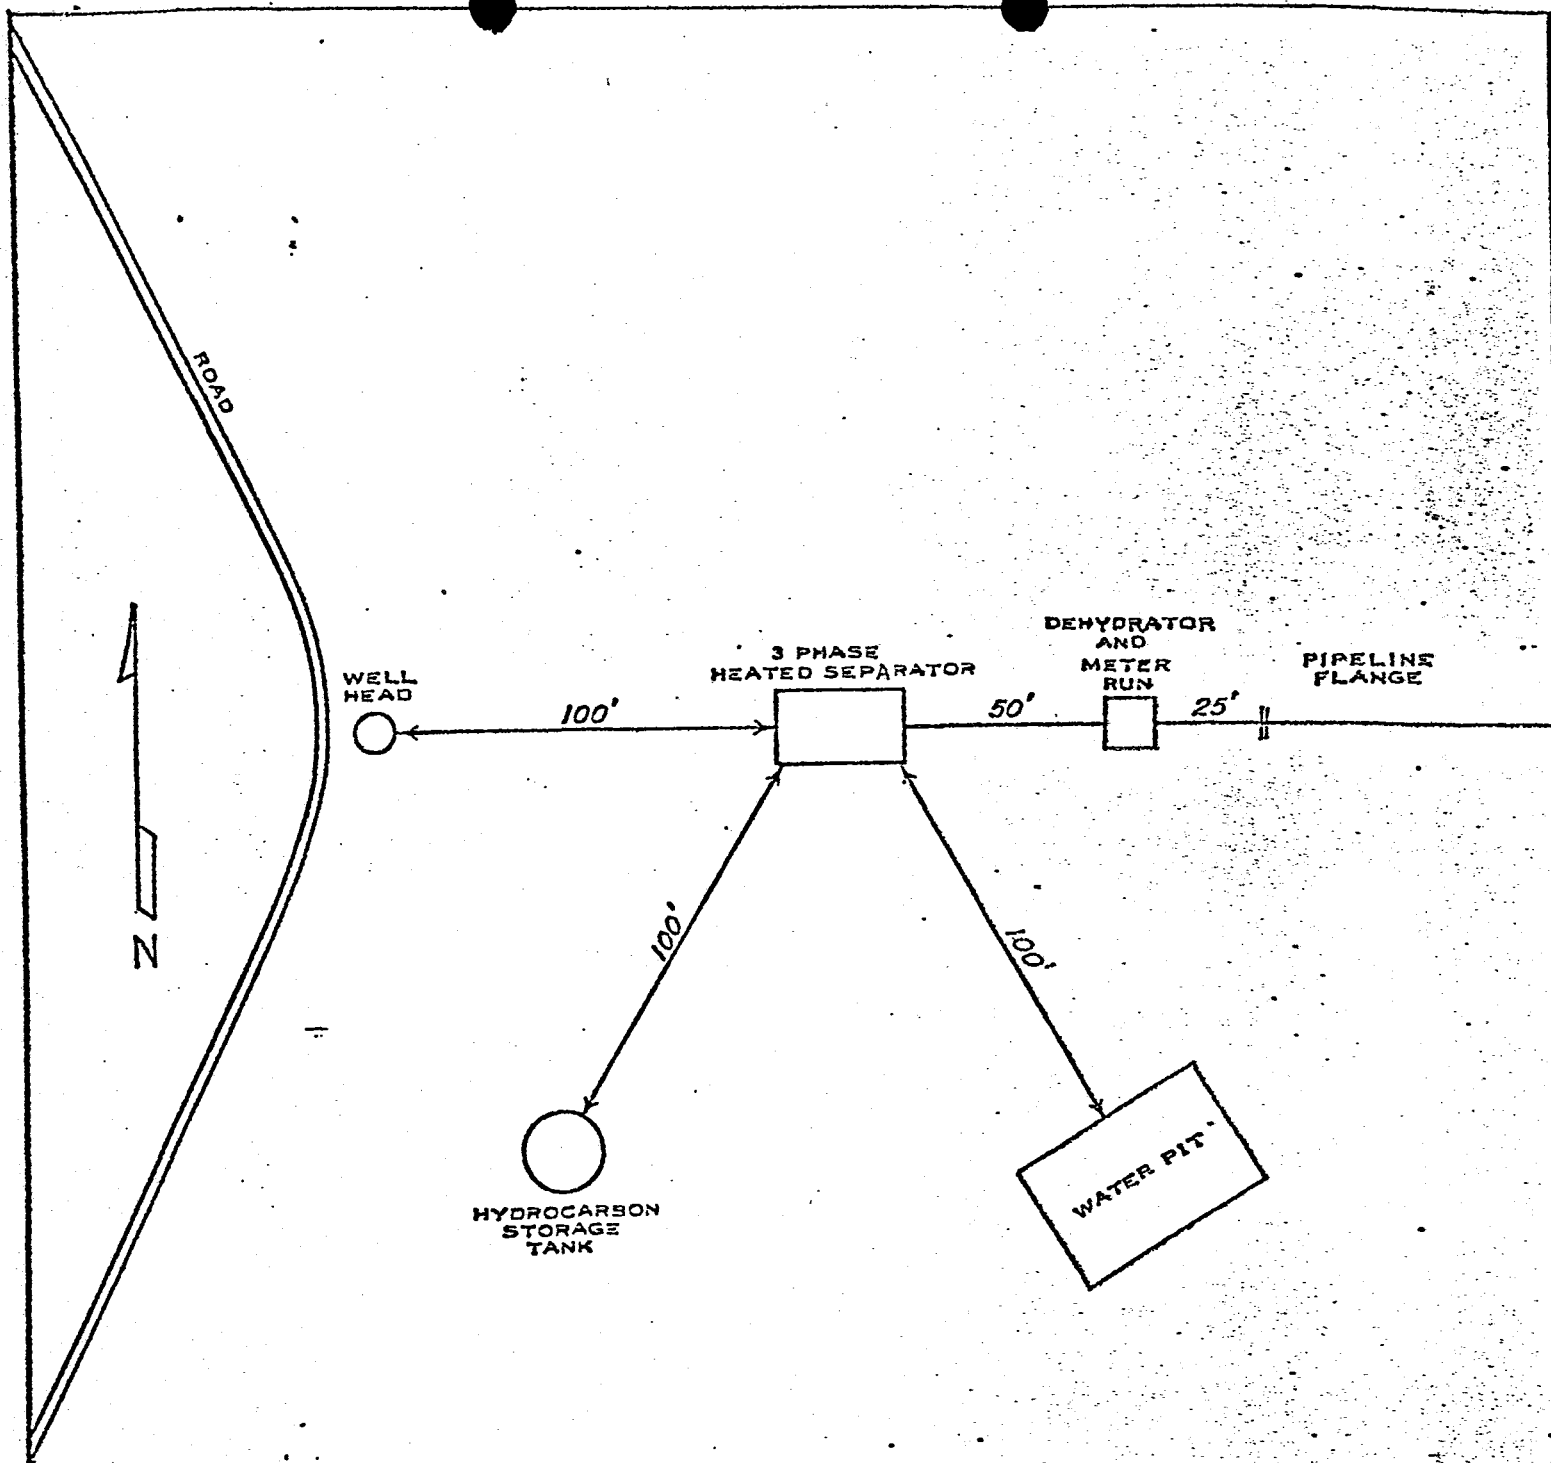 ROAD
WELL
HEAD
100'
3 PHASE
HEATED SEPARATOR
50'
DEHYDRATOR
AND
METER
RUN
25'
PIPELINE
FLANGE
100'
100'
N
HYDROCARBON
STORAGE
TANK
WATER PIT